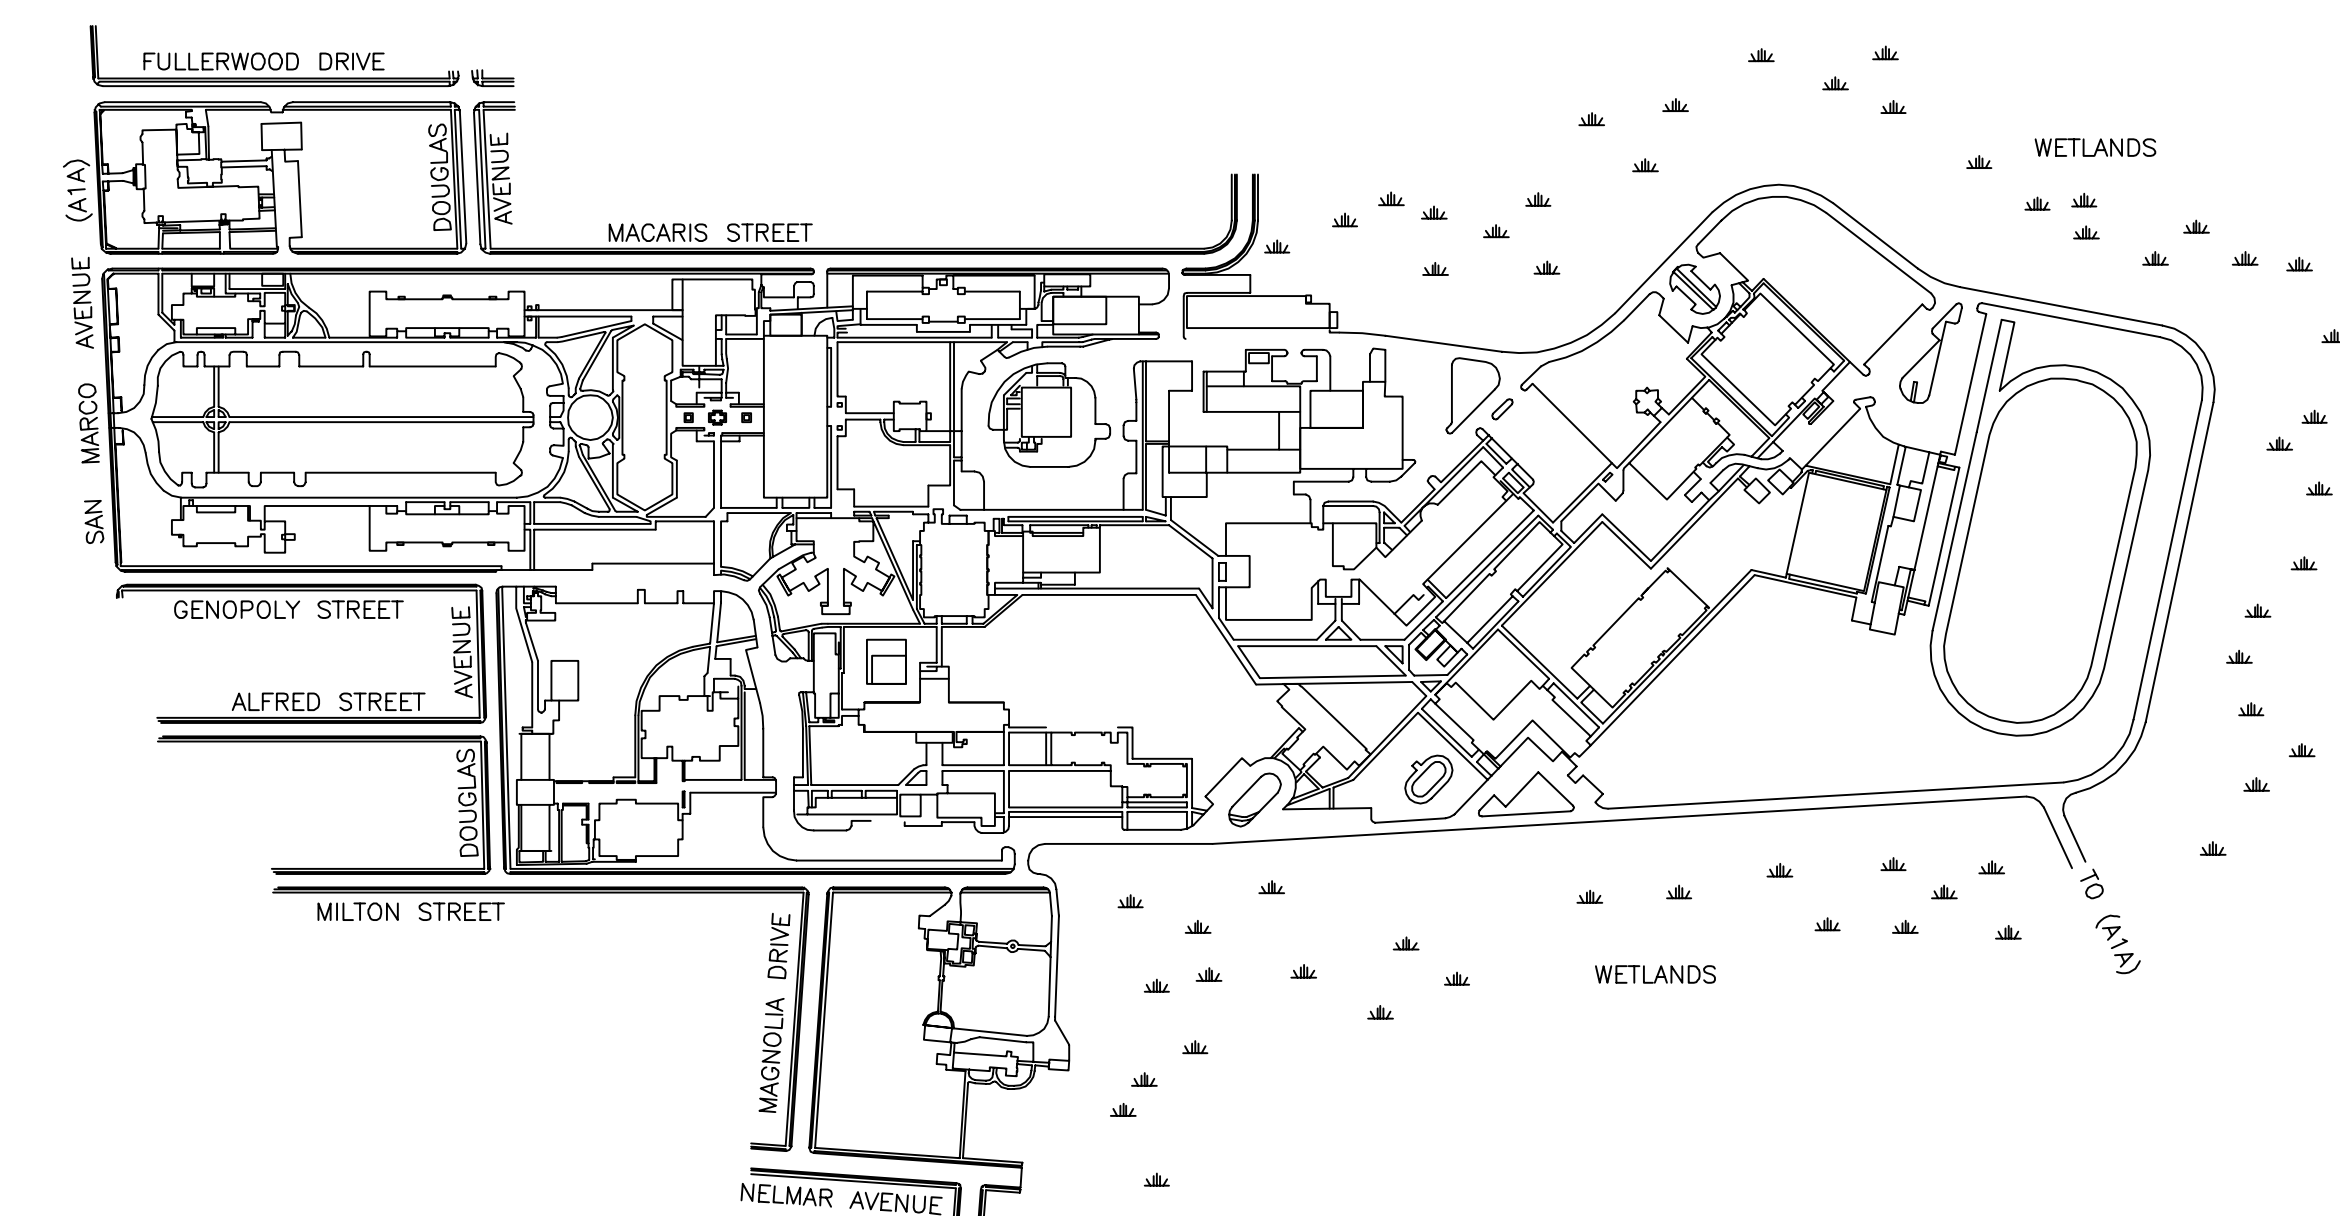 FULLERWOOD DRIVE
DOUGLAS
AVENUE
WETLANDS
SAN MARCO AVENUE (A1A)
MACARIS STREET
GENOPOLY STREET
AVENUE
ALFRED STREET
DOUGLAS
MILTON STREET
MAGNOLIA DRIVE
TO (A1A)
WETLANDS
NELMAR AVENUE